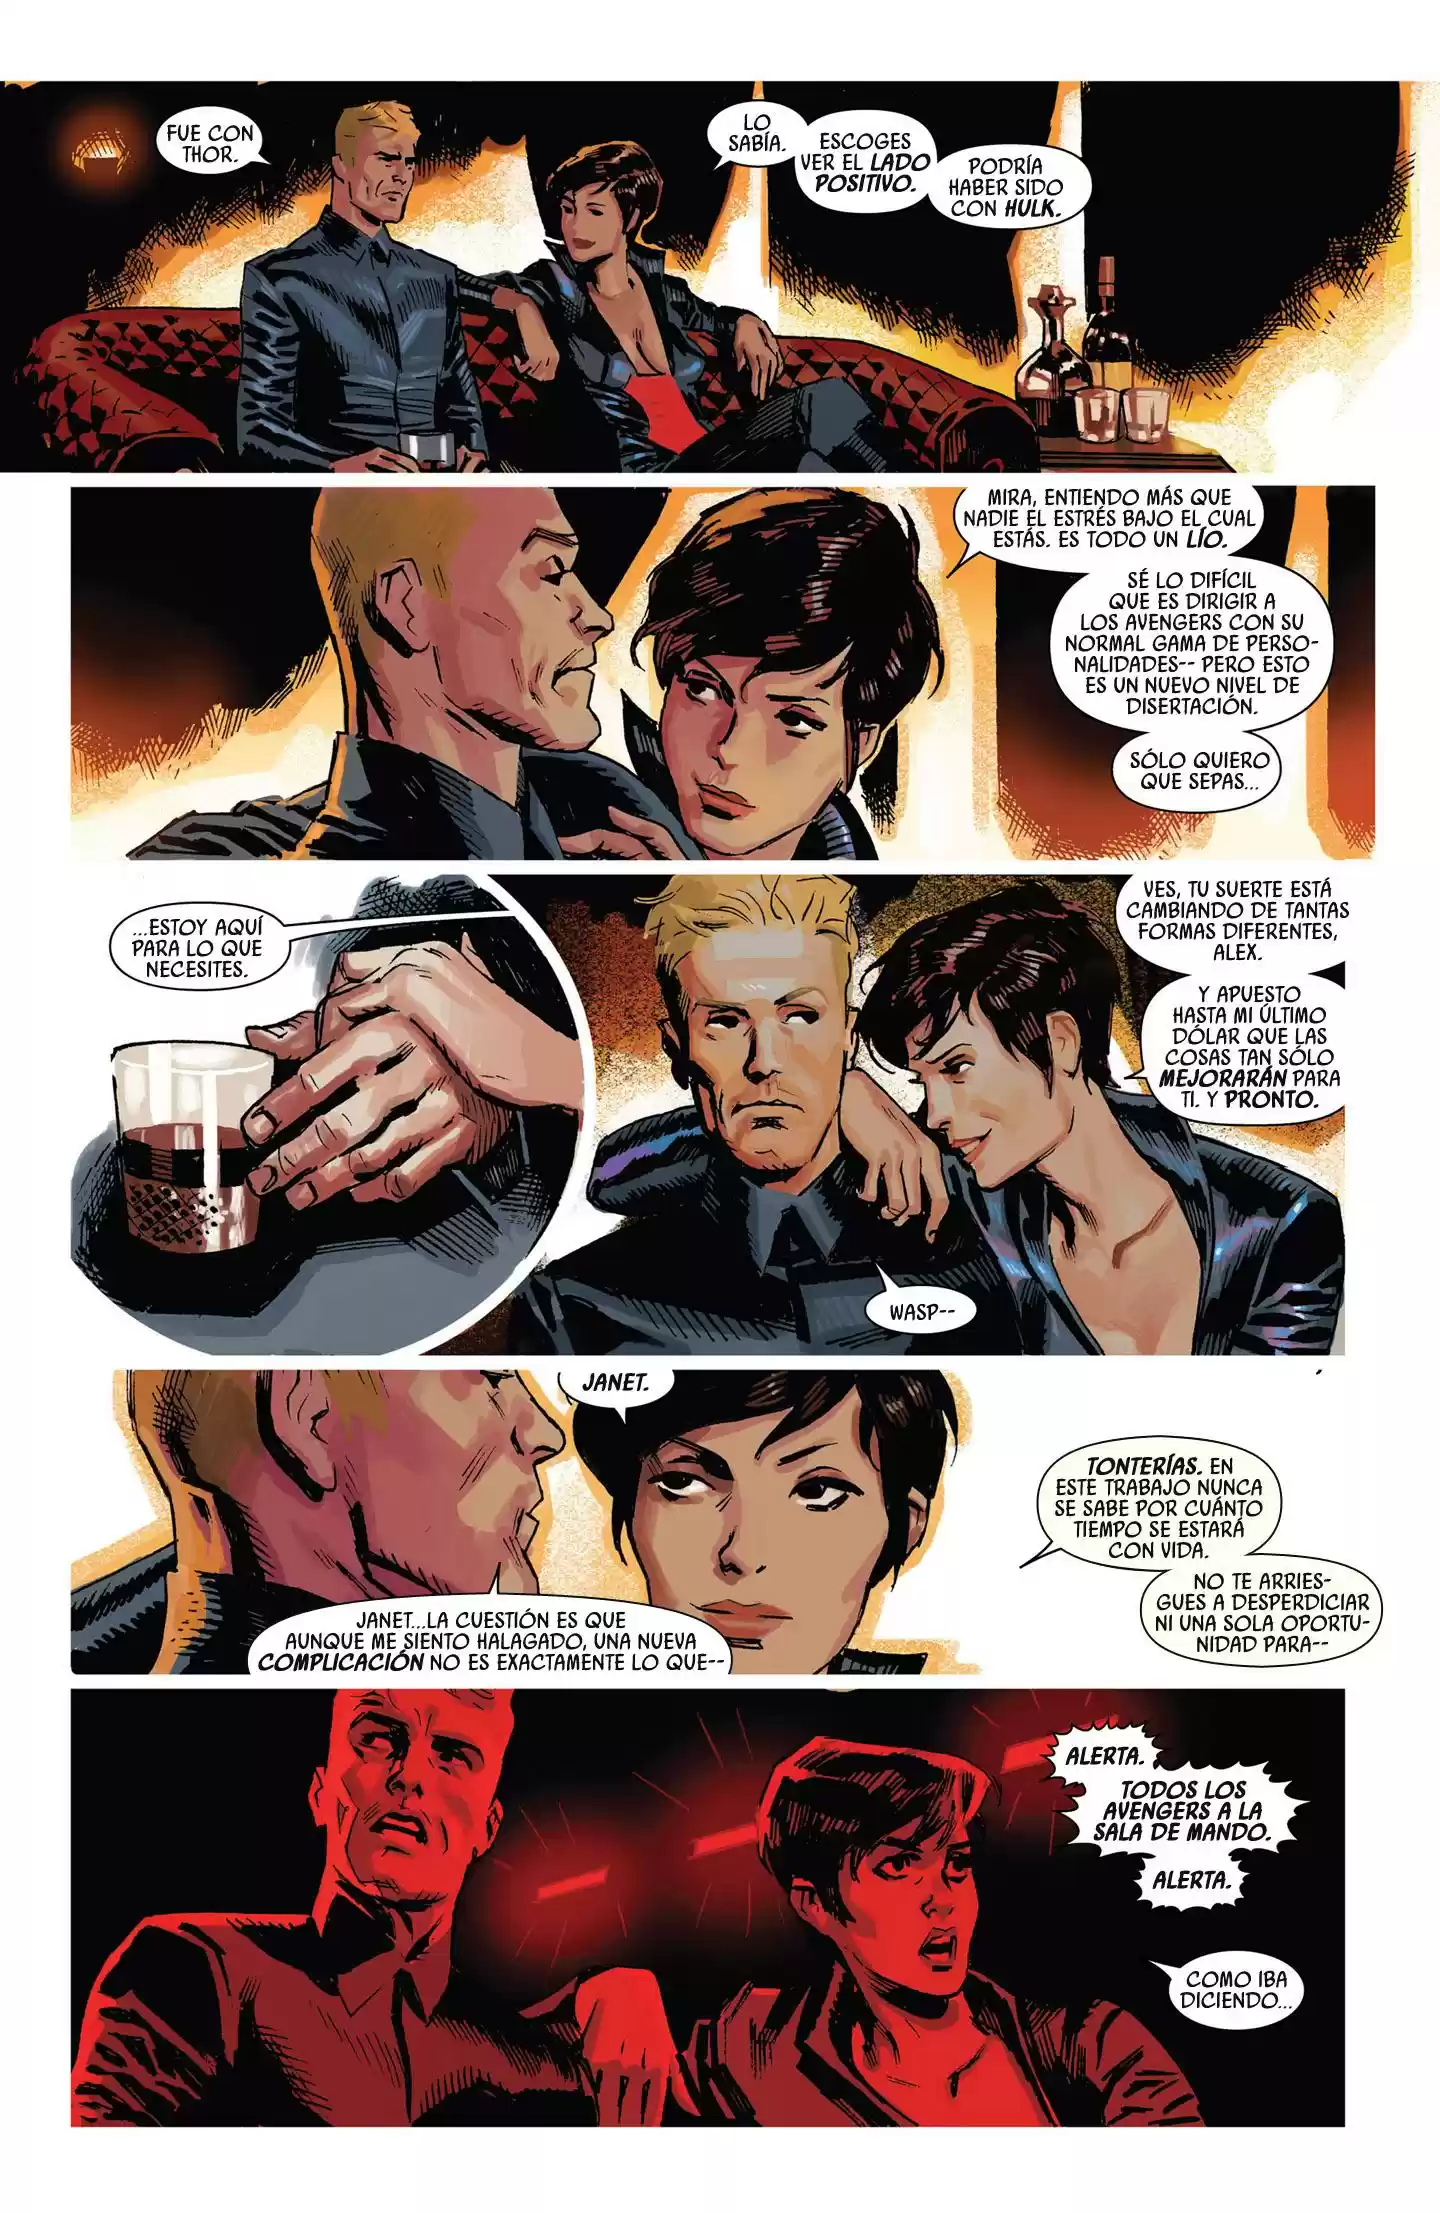 FUE CON
THOR.
LO
SABÍA.
ESCOGES
VER EL LADO
POSITIVO.
PODRÍA
HABER SIDO
CON HULK.
MIRA, ENTIENDO MÁS QUE
NADIE EL ESTRÉS BAJO EL CUAL
ESTÁS. ES TODO UN LÍO.
SÉ LO DIFÍCIL
QUE ES DIRIGIR A
LOS AVENGERS CON SU
NORMAL GAMA DE PERSO-
NALIDADES-- PERO ESTO
ES UN NUEVO NIVEL DE
DISERTACIÓN.
SÓLO QUIERO
QUE SEPAS...
...ESTOY AQUÍ
PARA LO QUE
NECESITES.
VES, TU SUERTE ESTÁ
CAMBIANDO DE TANTAS
FORMAS DIFERENTES,
ALEX.
Y APUESTO
HASTA MI ÚLTIMO
DÓLAR QUE LAS
COSAS TAN SÓLO
MEJORARÁN PARA
TI. Y PRONTO.
WASP--
JANET.
JANET...LA CUESTIÓN ES QUE
AUNQUE ME SIENTO HALAGADO, UNA NUEVA
COMPLICACIÓN NO ES EXACTAMENTE LO QUE--
TONTERÍAS. EN
ESTE TRABAJO NUNCA
SE SABE POR CUÁNTO
TIEMPO SE ESTARÁ
CON VIDA.
NO TE ARRIES-
GUES A DESPERDICIAR
NI UNA SOLA OPORTU-
NIDAD PARA--
ALERTA.
TODOS LOS
AVENGERS A LA
SALA DE MANDO.
ALERTA.
COMO IBA
DICIENDO...